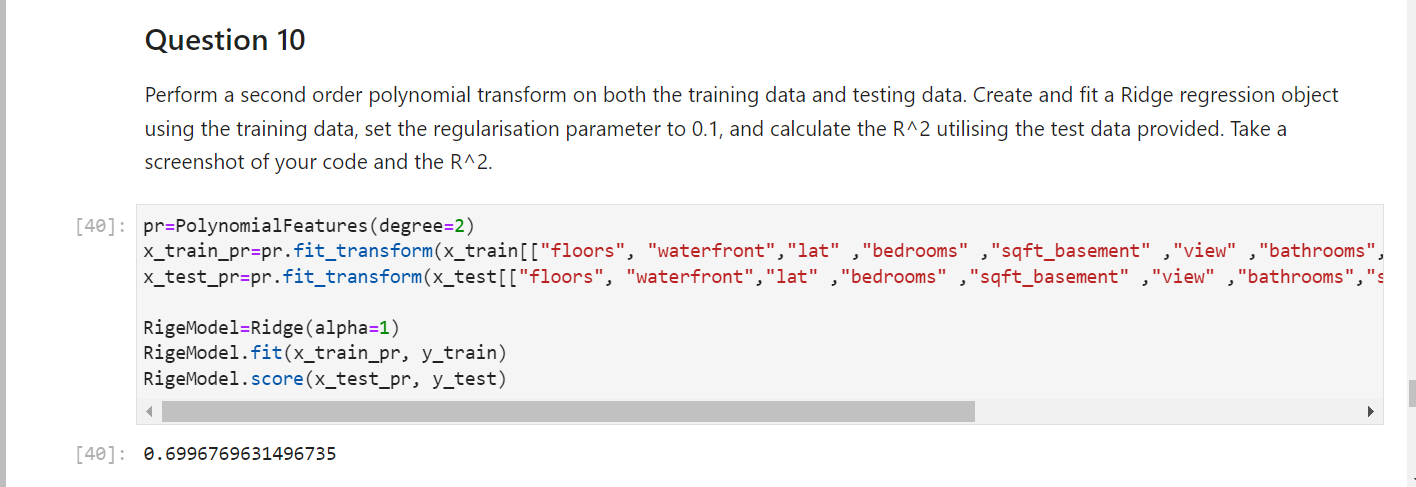 Question 10
Perform a second order polynomial transform on both the training data and testing data. Create and fit a Ridge regression object
using the training data, set the regularisation parameter to 0.1, and calculate the R^2 utilising the test data provided. Take a
screenshot of your code and the R^2.
[40]: pr=PolynomialFeatures(degree=2)
x_train_pr=pr.fit_transform(x_train[["floors", "waterfront","lat" ,"bedrooms" ,"sqft_basement" ,"view" ,"bathrooms",
x_test_pr=pr.fit_transform(x_test[["floors", "waterfront","lat" ,"bedrooms" ,"sqft_basement" ,"view" ,"bathrooms","s
RigeModel=Ridge(alpha=1)
RigeModel.fit(x_train_pr, y_train)
RigeModel.score(x_test_pr, y_test)
[40]: 0.6996769631496735